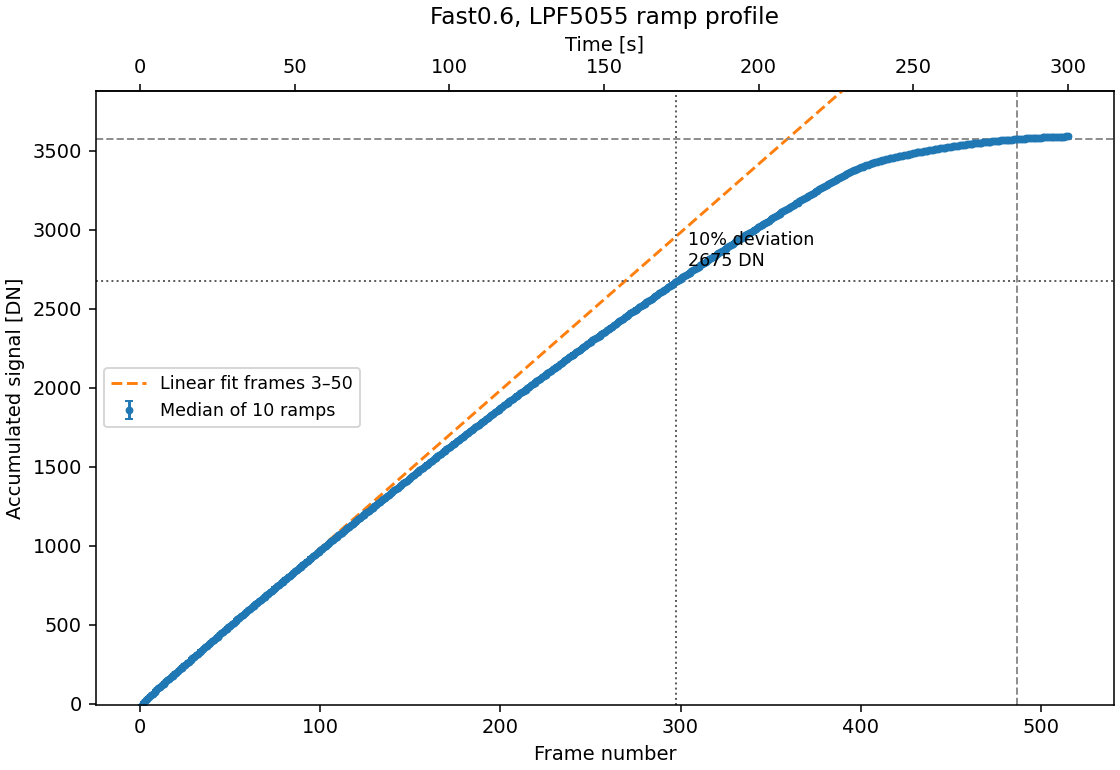 Fast0.6, LPF5055 ramp profile
Time [s]
0 50 100 150 200 250 300
3500
3000
2500
2000
1500
1000
500
0
Accumulated signal [DN]
10% deviation
2675 DN
Linear fit frames 3–50
Median of 10 ramps
0 100 200 300 400 500
Frame number